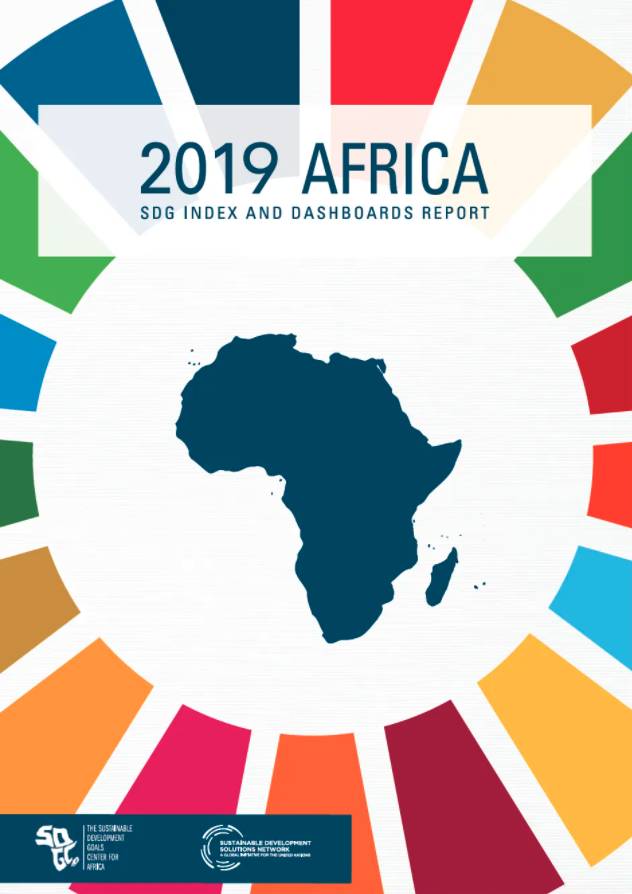 2019 AFRICA
SDG INDEX AND DASHBOARDS REPORT
SDGC/A
THE SUSTAINABLE
DEVELOPMENT
GOALS
CENTER FOR
AFRICA
SUSTAINABLE DEVELOPMENT
SOLUTIONS NETWORK
A GLOBAL INITIATIVE FOR THE UNITED NATIONS